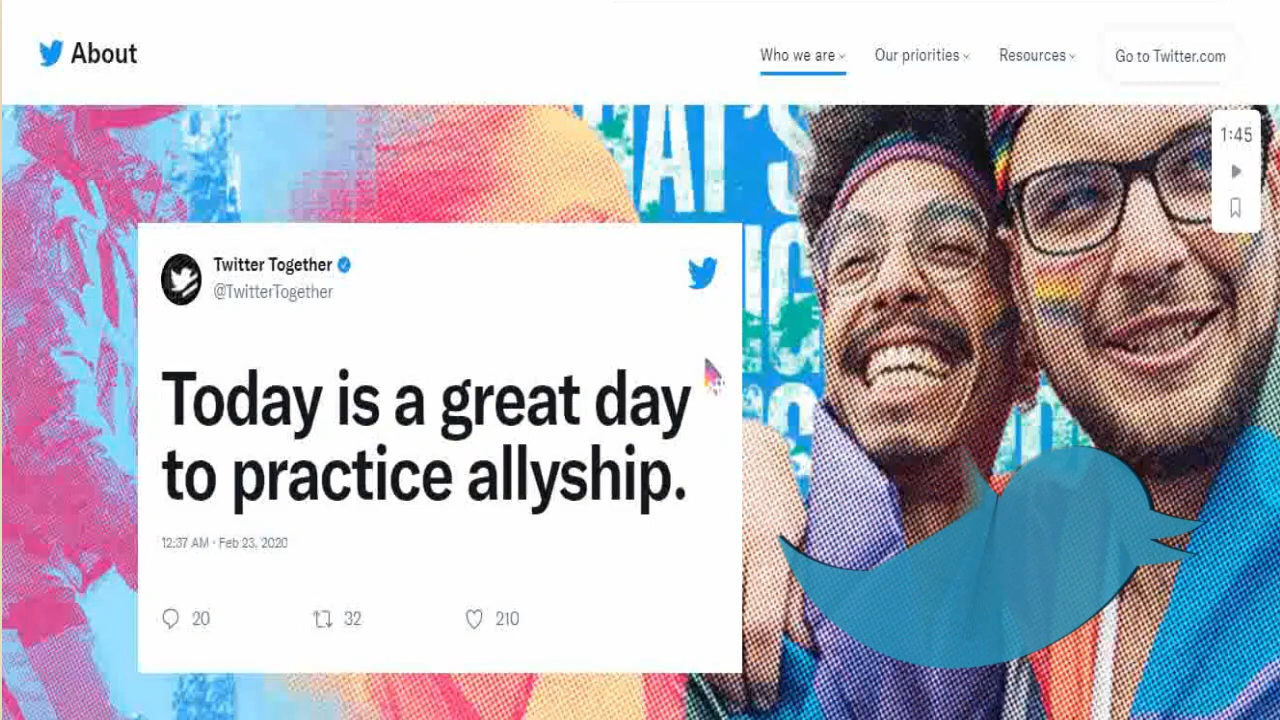 About
Who we are
Our priorities
Resources
Go to Twitter.com
1:45
Twitter Together
@TwitterTogether
Today is a great day
to practice allyship.
12:37 AM · Feb 23, 2020
20
32
210